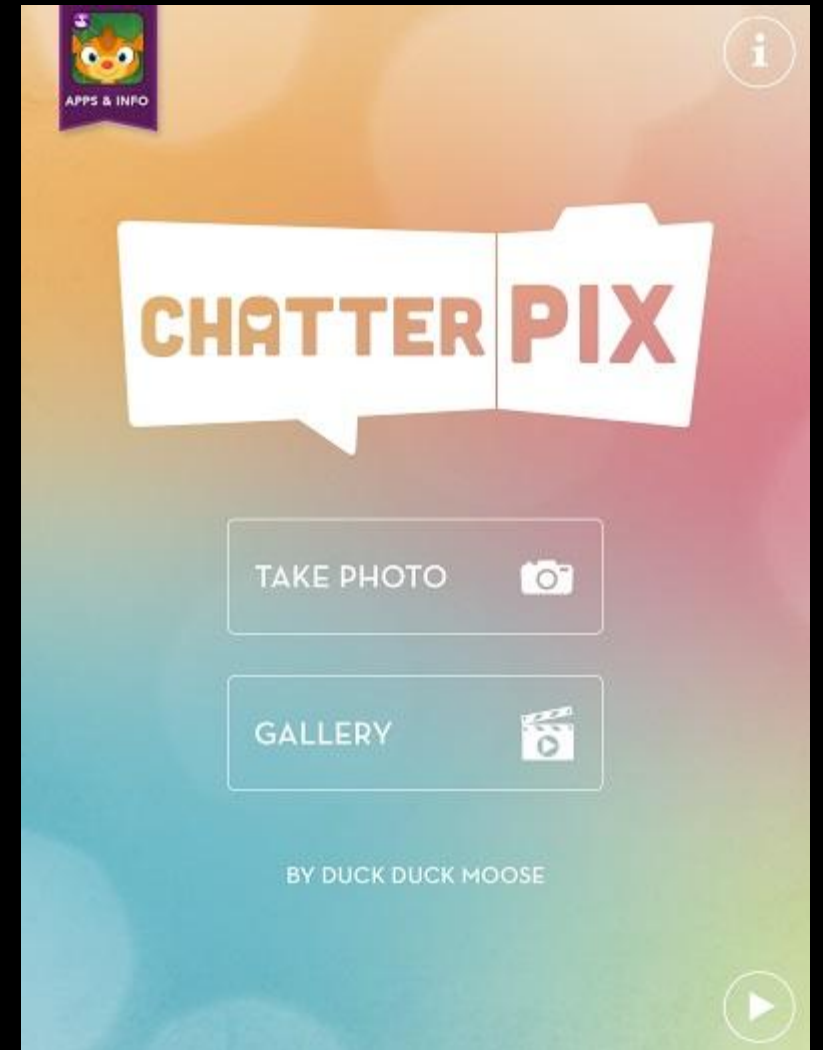 APPS & INFO
i
CHATTER PIX
TAKE PHOTO
GALLERY
BY DUCK DUCK MOOSE